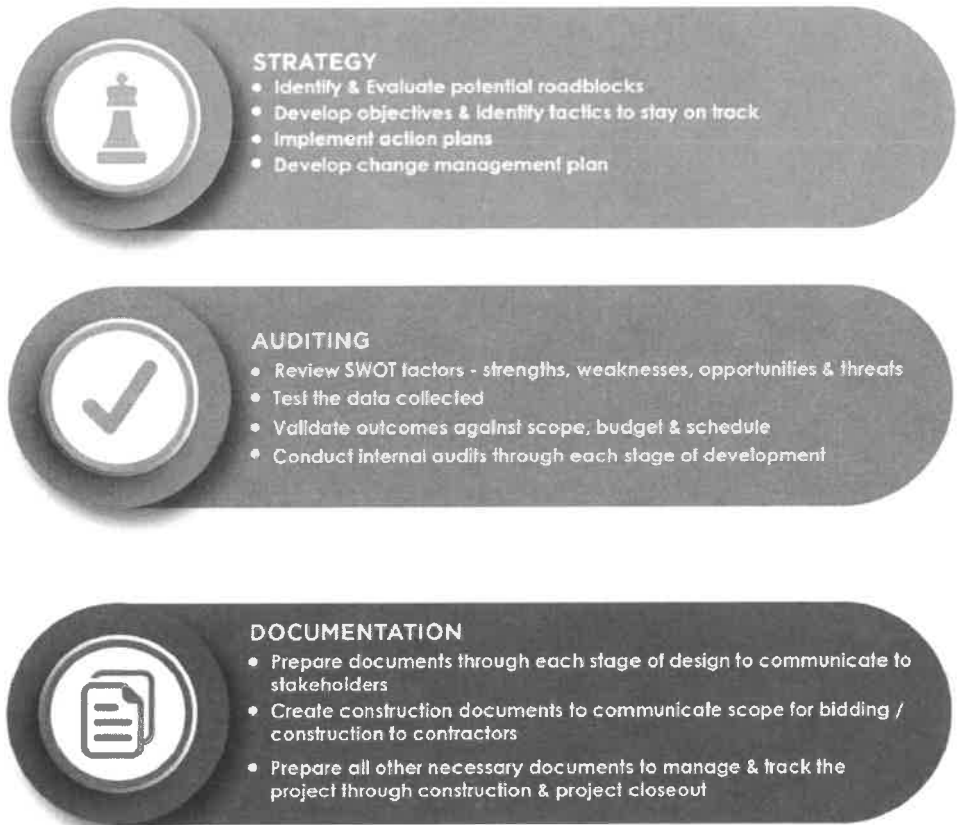 STRATEGY
• Identify & Evaluate potential roadblocks
• Develop objectives & identify tactics to stay on track
• Implement action plans
• Develop change management plan
AUDITING
• Review SWOT factors - strengths, weaknesses, opportunities & threats
• Test the data collected
• Validate outcomes against scope, budget & schedule
• Conduct internal audits through each stage of development
DOCUMENTATION
• Prepare documents through each stage of design to communicate to
stakeholders
• Create construction documents to communicate scope for bidding /
construction to contractors
• Prepare all other necessary documents to manage & track the
project through construction & project closeout